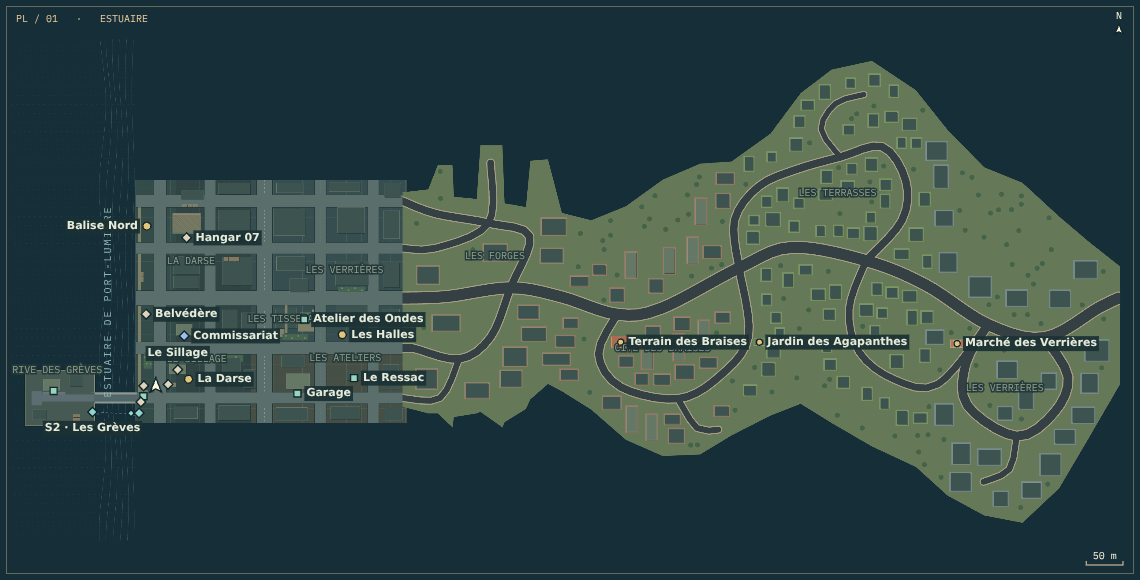 PL / 01 · ESTUAIRE
N
LES TERRASSES
ESTUAIRE DE PORT-LUMIÈRE
Balise Nord
Hangar 07
LES FORGES
LA DARSE
LES VERRIÈRES
Belvédère
LES TISSE
Atelier des Ondes
Commissariat
Les Halles
Terrain des Braises
Jardin des Agapanthes
Marché des Verrières
Le Sillage
LES ATELIERS
RIVE-DES-GRÈVES
La Darse
Le Ressac
LES VERRIÈRES
Garage
S2 · Les Grèves
50 m